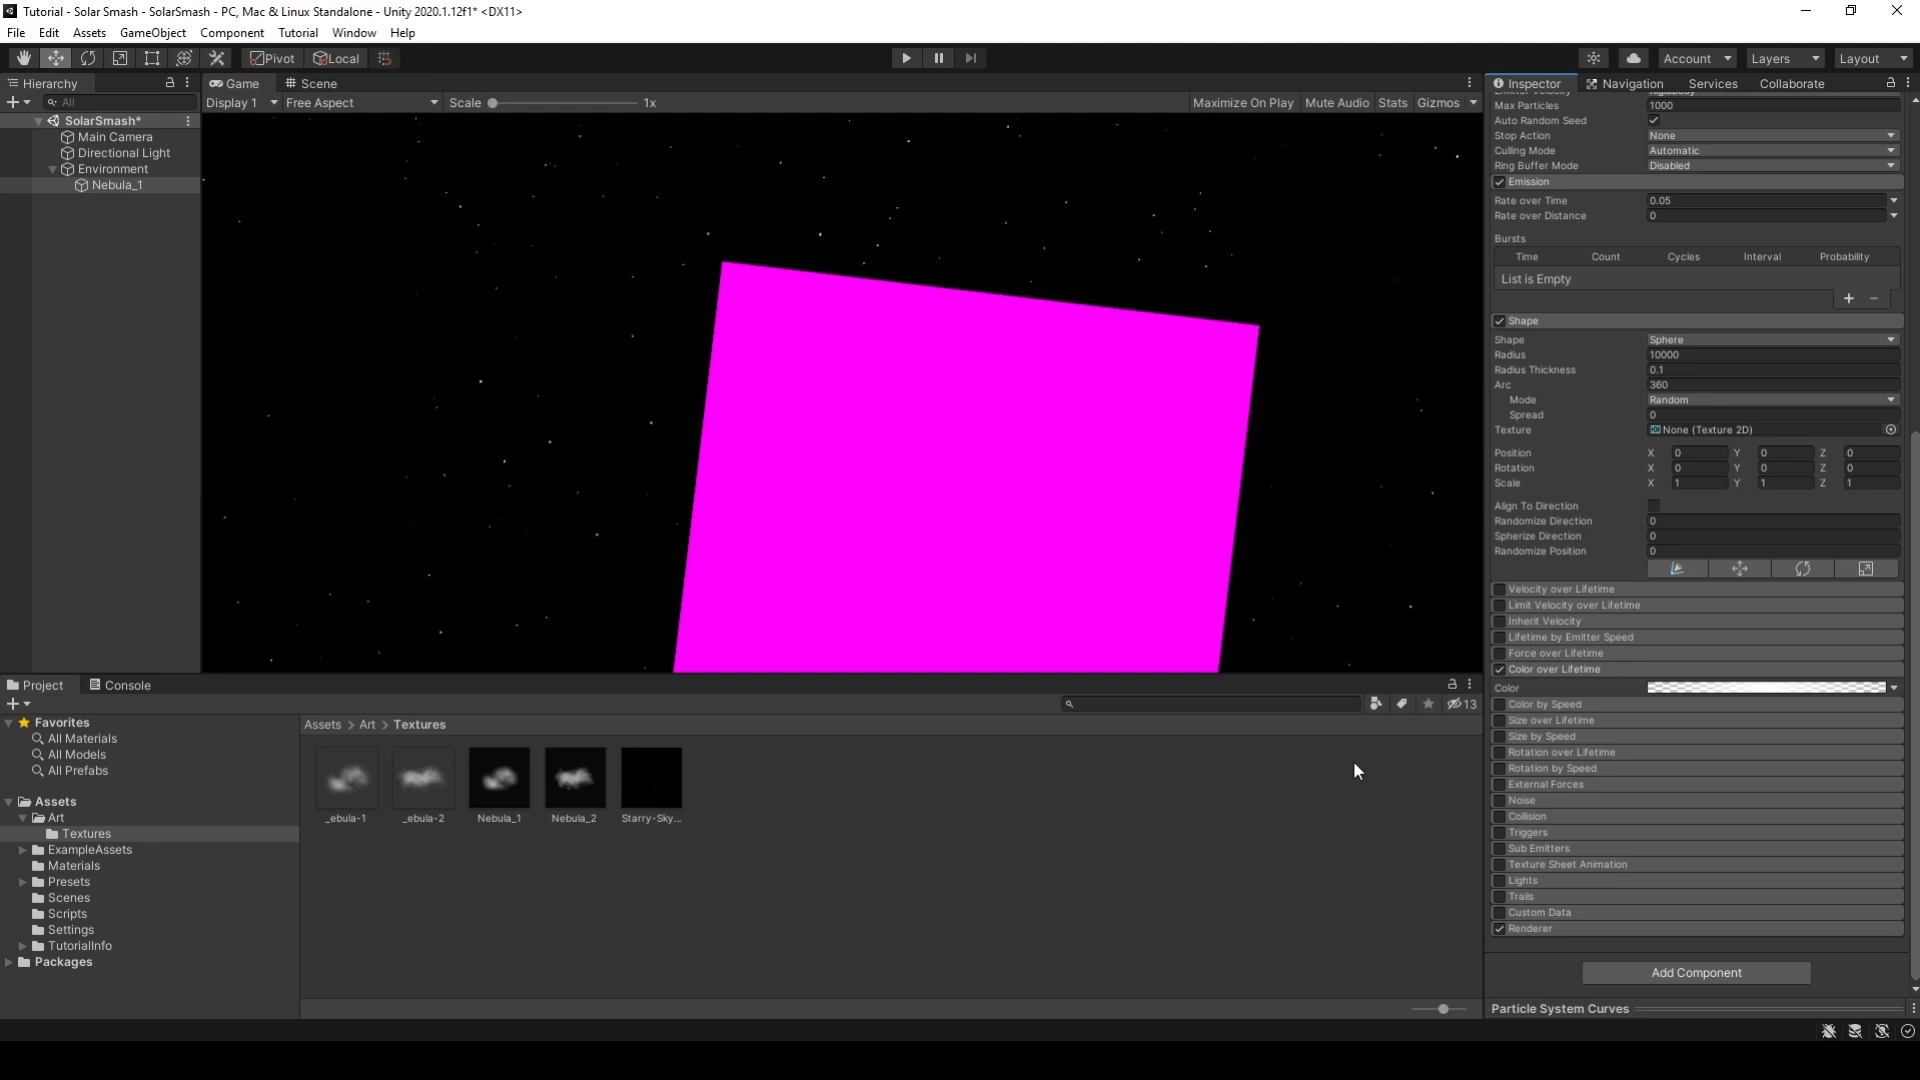 Tutorial - Solar Smash - SolarSmash - PC, Mac & Linux Standalone - Unity 2020.1.12f1* <DX11>
File Edit Assets GameObject Component Tutorial Window Help
Pivot Local Account Layers Layout
Hierarchy Game Scene Inspector Navigation Services Collaborate
All Display 1 Free Aspect Scale 1x Maximize On Play Mute Audio Stats Gizmos
SolarSmash*
Main Camera
Directional Light
Environment
Nebula_1
Max Particles 1000
Auto Random Seed
Stop Action None
Culling Mode Automatic
Ring Buffer Mode Disabled
Emission
Rate over Time 0.05
Rate over Distance 0
Bursts
Time Count Cycles Interval Probability
List is Empty
Shape
Shape Sphere
Radius 10000
Radius Thickness 0.1
Arc 360
Mode Random
Spread 0
Texture None (Texture 2D)
Position X 0 Y 0 Z 0
Rotation X 0 Y 0 Z 0
Scale X 1 Y 1 Z 1
Align To Direction
Randomize Direction 0
Spherize Direction 0
Randomize Position 0
Velocity over Lifetime
Limit Velocity over Lifetime
Inherit Velocity
Lifetime by Emitter Speed
Force over Lifetime
Color over Lifetime
Color
Color by Speed
Size over Lifetime
Size by Speed
Rotation over Lifetime
Rotation by Speed
External Forces
Noise
Collision
Triggers
Sub Emitters
Texture Sheet Animation
Lights
Trails
Custom Data
Renderer
Add Component
Particle System Curves
Project Console
13
Favorites
All Materials
All Models
All Prefabs
Assets
Art
Textures
ExampleAssets
Materials
Presets
Scenes
Scripts
Settings
TutorialInfo
Packages
Assets > Art > Textures
_ebula-1 _ebula-2 Nebula_1 Nebula_2 Starry-Sky...